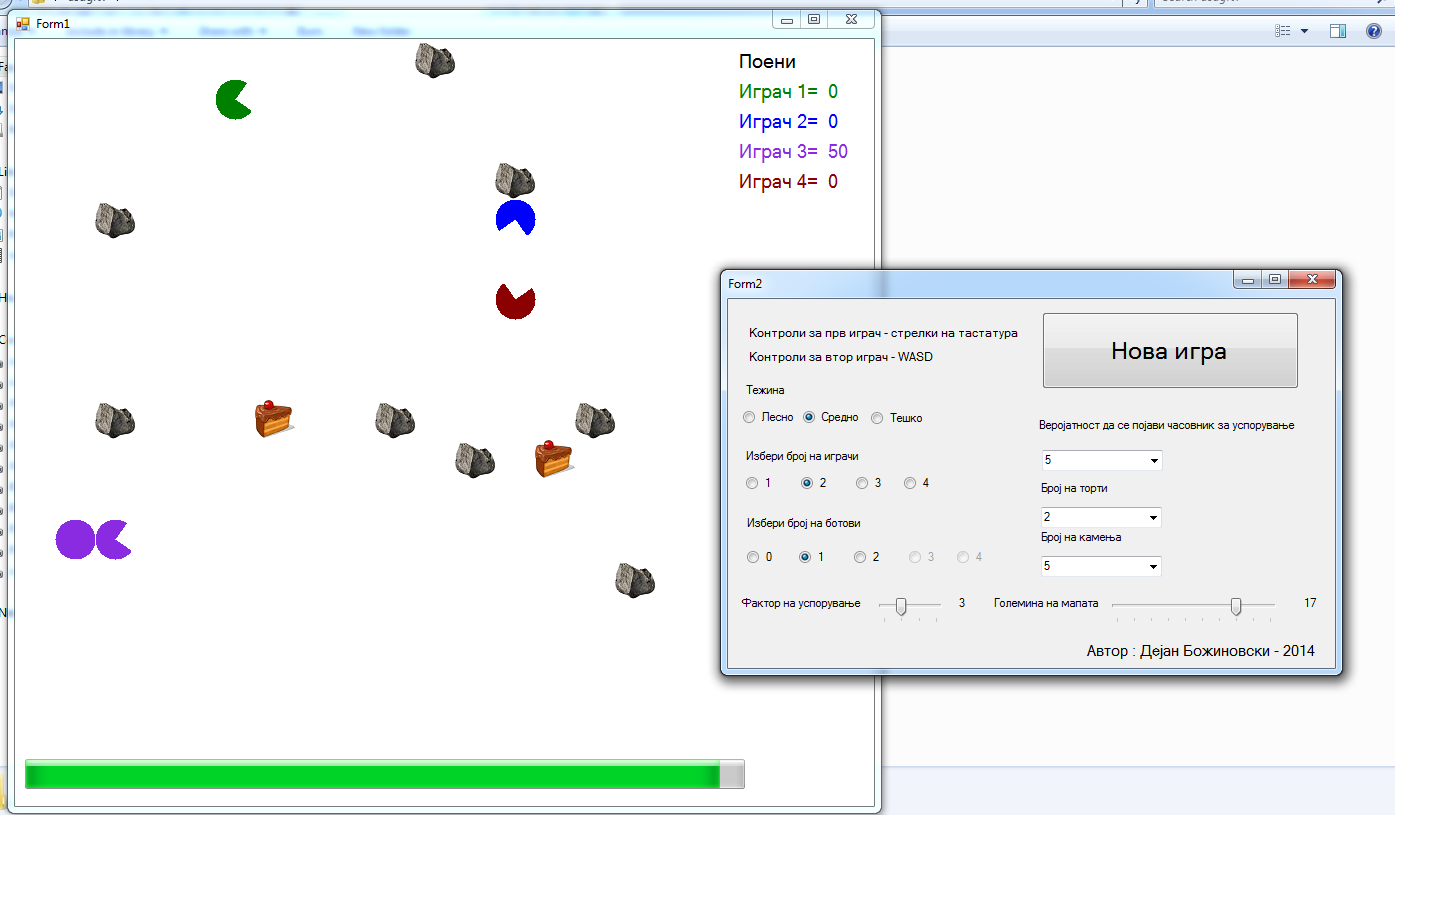 Form1
Поени
Играч 1= 0
Играч 2= 0
Играч 3= 50
Играч 4= 0
Form2
Контроли за прв играч - стрелки на тастатура
Контроли за втор играч - WASD
Нова игра
Тежина
Лесно Средно Тешко
Веројатност да се појави часовник за успорување
5
Избери број на играчи
1 2 3 4
Број на торти
2
Избери број на ботови
0 1 2 3 4
Број на камења
5
Фактор на успорување 3
Големина на мапата 17
Автор : Дејан Божиновски - 2014